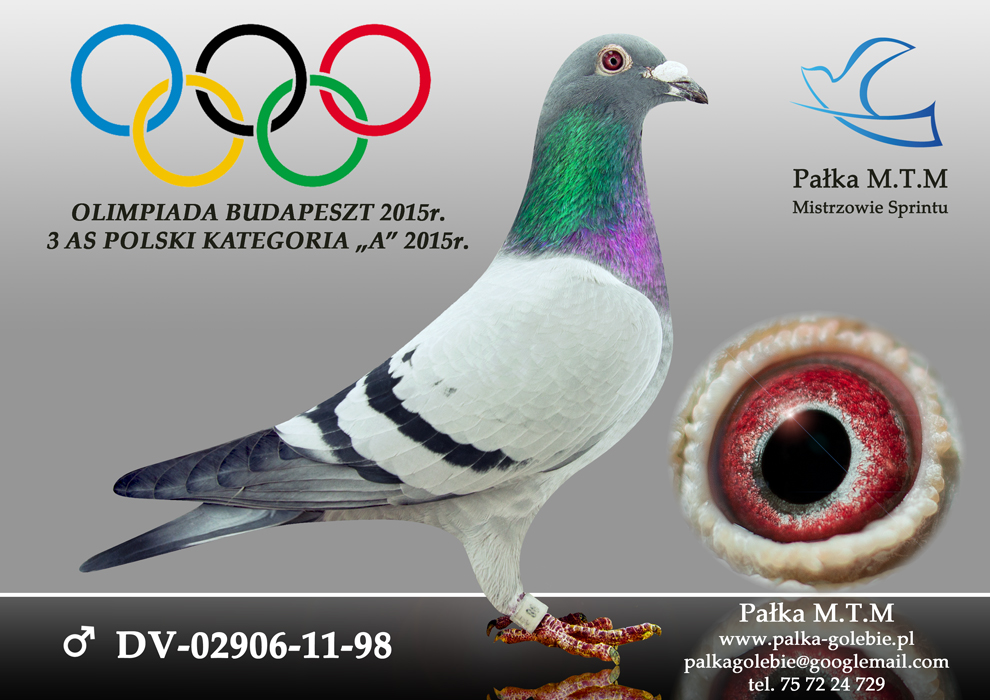 OLIMPIADA BUDAPESZT 2015r.
3 AS POLSKI KATEGORIA „A” 2015r.
Pałka M.T.M
Mistrzowie Sprintu
♂ DV-02906-11-98
Pałka M.T.M
www.palka-golebie.pl
palkagolebie@googlemail.com
tel. 75 72 24 729